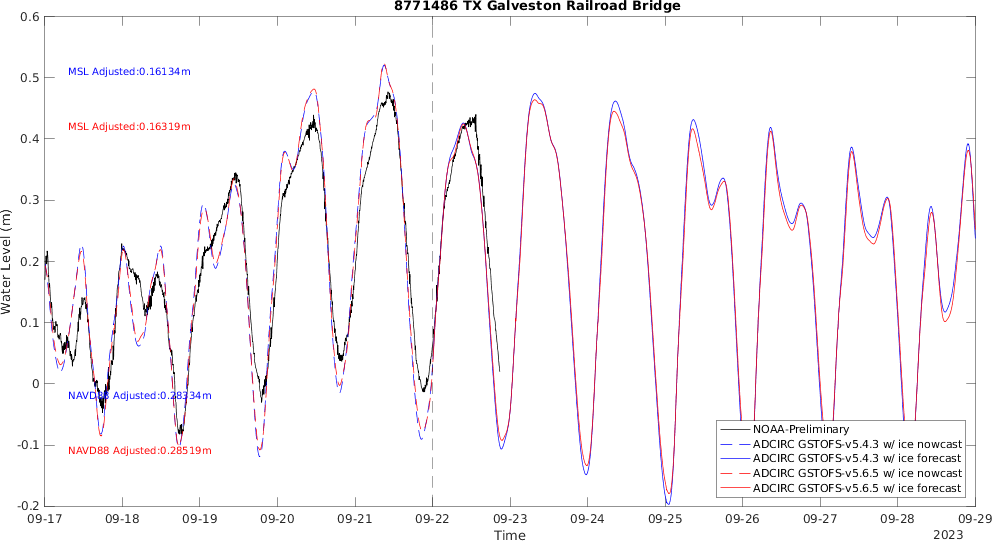 8771486 TX Galveston Railroad Bridge
0.6
0.5
0.4
0.3
0.2
0.1
0
-0.1
-0.2
Water Level (m)
MSL Adjusted:0.16134m
MSL Adjusted:0.16319m
NAVD88 Adjusted:0.28334m
NAVD88 Adjusted:0.28519m
NOAA-Preliminary
ADCIRC GSTOFS-v5.4.3 w/ ice nowcast
ADCIRC GSTOFS-v5.4.3 w/ ice forecast
ADCIRC GSTOFS-v5.6.5 w/ ice nowcast
ADCIRC GSTOFS-v5.6.5 w/ ice forecast
09-17 09-18 09-19 09-20 09-21 09-22 09-23 09-24 09-25 09-26 09-27 09-28 09-29
Time
2023